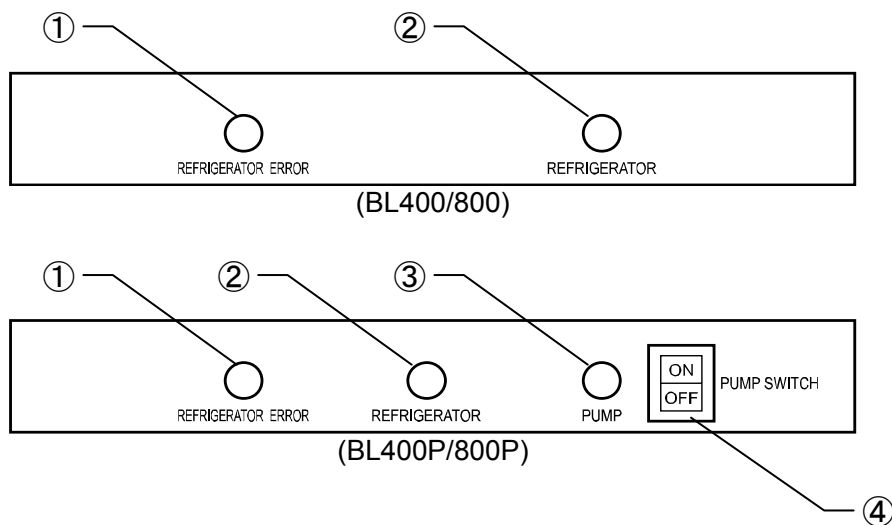 ① ②
REFRIGERATOR ERROR REFRIGERATOR
(BL400/800)
① ② ③
ON
OFF
PUMP SWITCH
REFRIGERATOR ERROR REFRIGERATOR PUMP
(BL400P/800P)
④